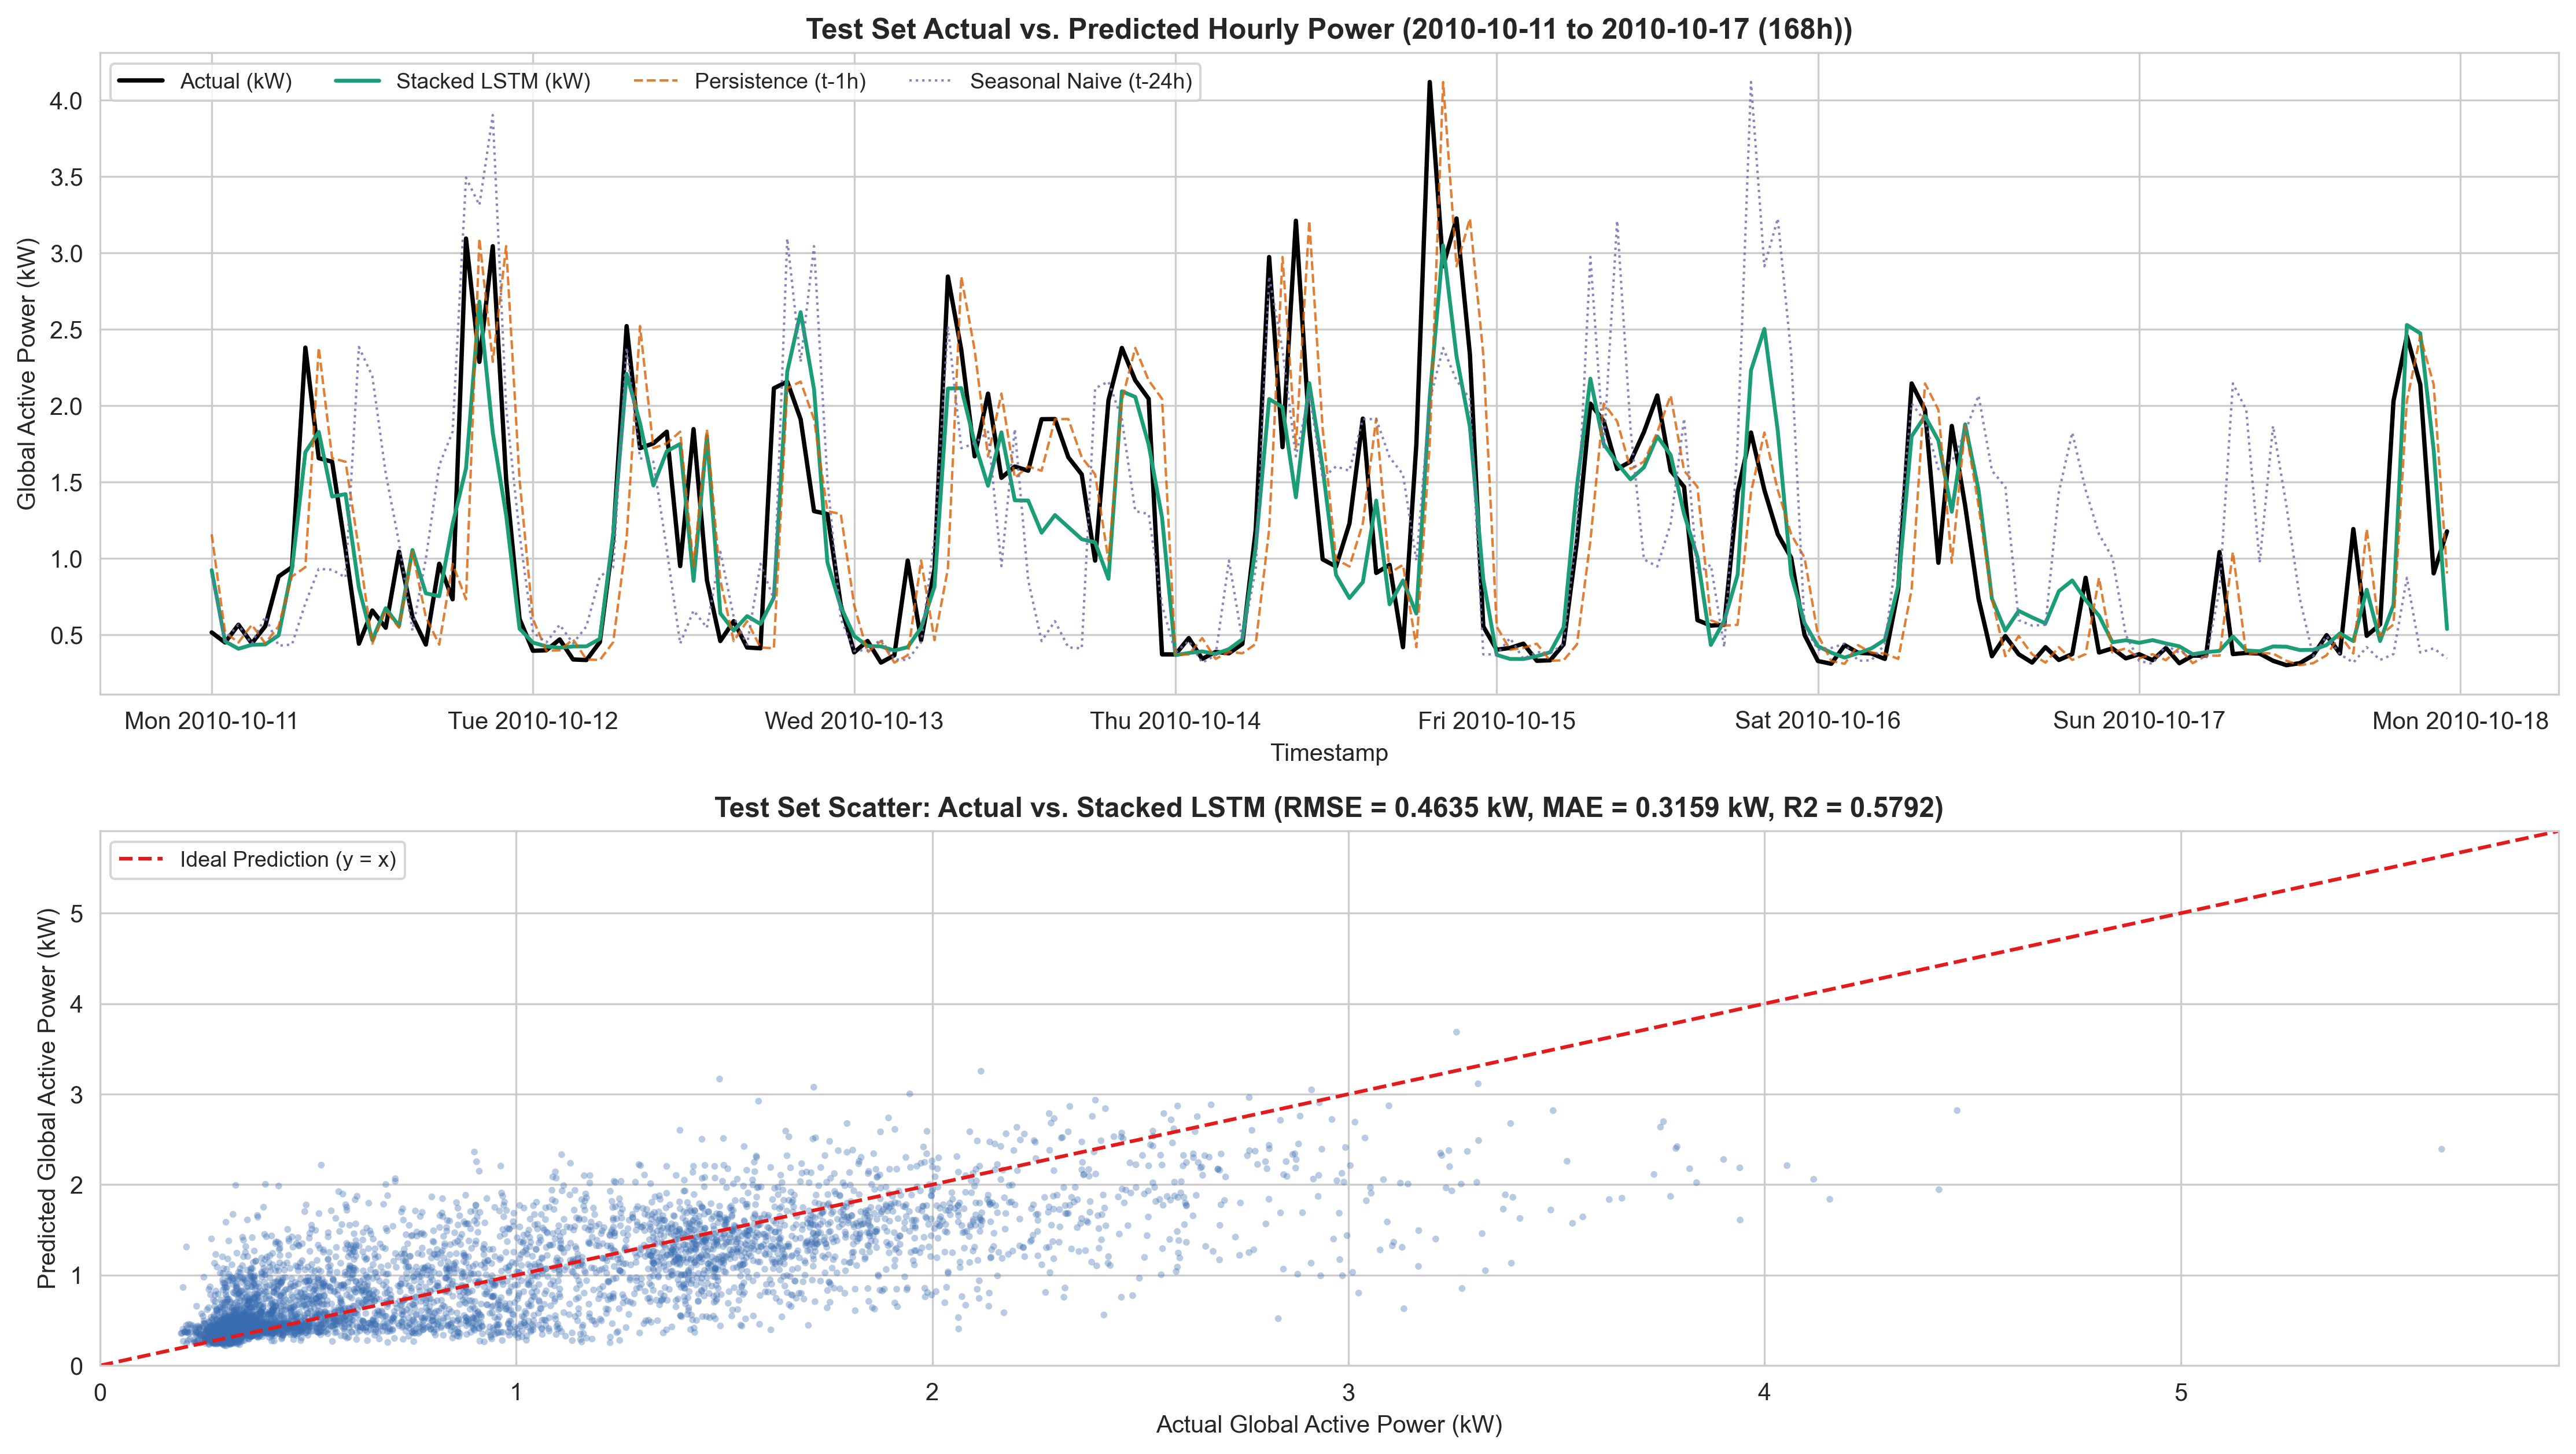 Test Set Actual vs. Predicted Hourly Power (2010-10-11 to 2010-10-17 (168h))
Actual (kW) Stacked LSTM (kW) Persistence (t-1h) Seasonal Naive (t-24h)
Global Active Power (kW)
4.0
3.5
3.0
2.5
2.0
1.5
1.0
0.5
Mon 2010-10-11 Tue 2010-10-12 Wed 2010-10-13 Thu 2010-10-14 Fri 2010-10-15 Sat 2010-10-16 Sun 2010-10-17 Mon 2010-10-18
Timestamp
Test Set Scatter: Actual vs. Stacked LSTM (RMSE = 0.4635 kW, MAE = 0.3159 kW, R2 = 0.5792)
Ideal Prediction (y = x)
Predicted Global Active Power (kW)
5
4
3
2
1
0
0 1 2 3 4 5
Actual Global Active Power (kW)